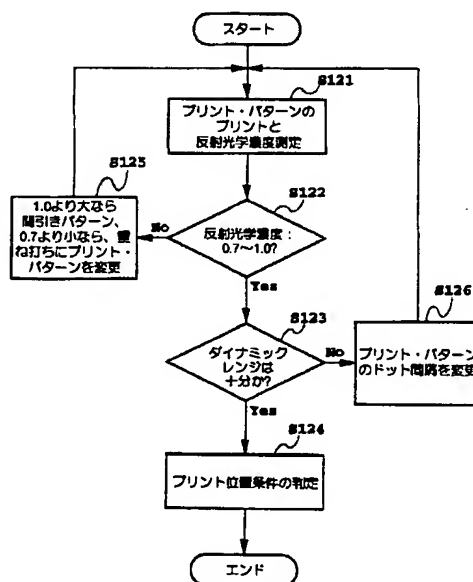 スタート
S121
プリント・パターンの
プリントと
反射光学濃度測定
S125
1.0より大なら
間引きパターン、
0.7より小なら、重
ね打ちにプリント・
パターンを変更
No
S122
反射光学濃度：
0.7～1.0?
Yes
S123
ダイナミック
レンジは
十分か?
No
S126
プリント・パターン
のドット間隔を変更
Yes
S124
プリント位置条件の判定
エンド